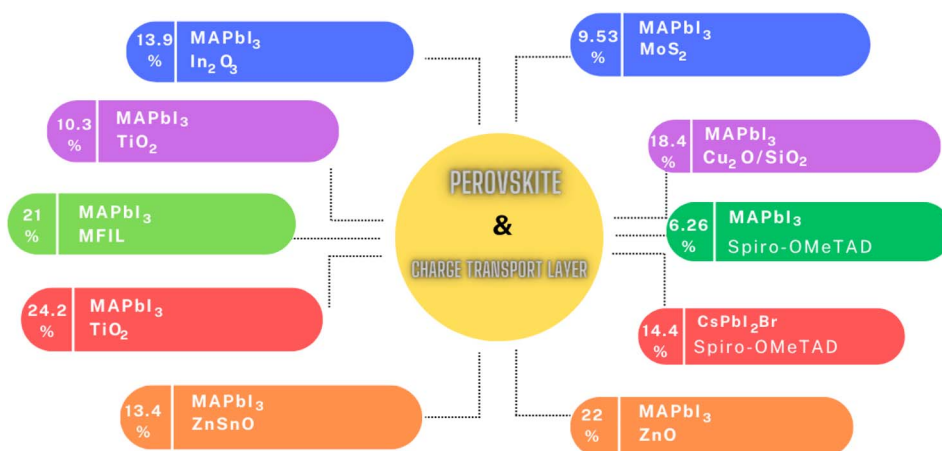 13.9
%
MAPbI₃
In₂O₃
9.53
%
MAPbI₃
MoS₂
10.3
%
MAPbI₃
TiO₂
18.4
%
MAPbI₃
Cu₂O/SiO₂
21
%
MAPbI₃
MFIL
PEROVSKITE
&
CHARGE TRANSPORT LAYER
6.26
%
MAPbI₃
Spiro-OMeTAD
24.2
%
MAPbI₃
TiO₂
14.4
%
CsPbI₂Br
Spiro-OMeTAD
13.4
%
MAPbI₃
ZnSnO
22
%
MAPbI₃
ZnO